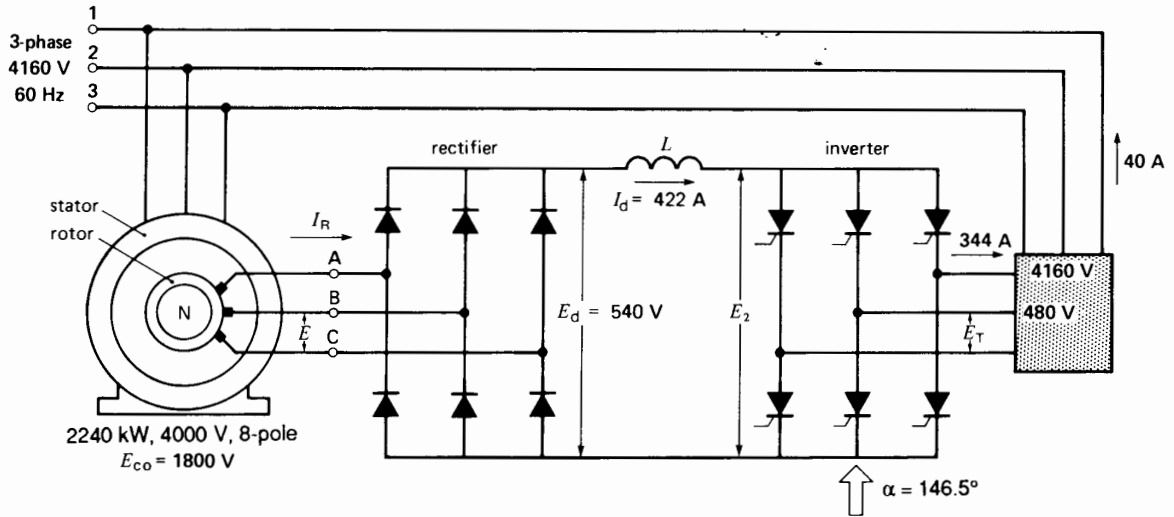 1
3-phase
2
4160 V
60 Hz
3
rectifier
L
inverter
40 A
stator
rotor
I_R
I_d = 422 A
344 A
A
4160 V
N
B
E_d = 540 V
E_2
480 V
E
E_T
C
2240 kW, 4000 V, 8-pole
E_co = 1800 V
α = 146.5°